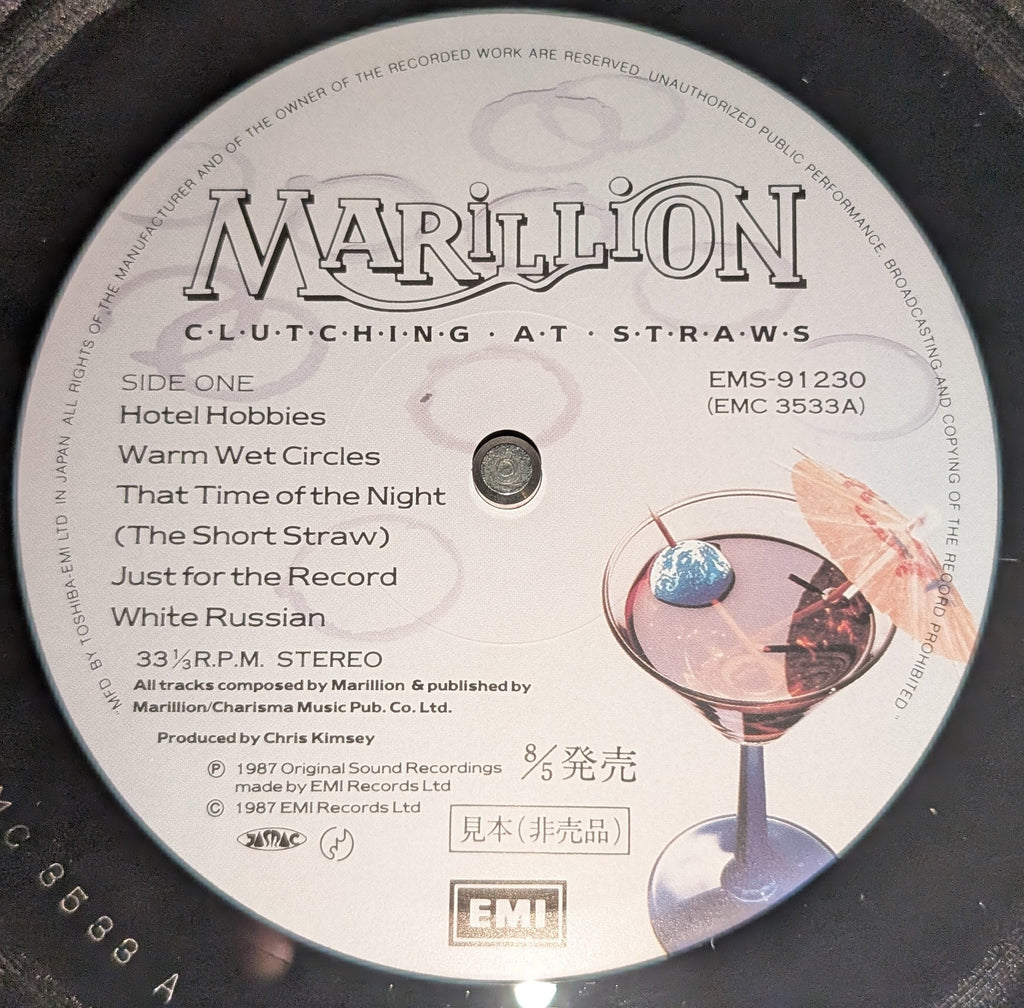 "MFD BY TOSHIBA-EMI LTD IN JAPAN ALL RIGHTS OF THE MANUFACTURER AND OF THE OWNER OF THE RECORDED WORK ARE RESERVED UNAUTHORIZED PUBLIC PERFORMANCE, BROADCASTING AND COPYING OF THE RECORD PROHIBITED"
MARiLLiON
C·L·U·T·C·H·I·N·G · A·T · S·T·R·A·W·S
SIDE ONE
EMS-91230
(EMC 3533A)
Hotel Hobbies
Warm Wet Circles
That Time of the Night
(The Short Straw)
Just for the Record
White Russian
33⅓ R.P.M. STEREO
All tracks composed by Marillion & published by
Marillion/Charisma Music Pub. Co. Ltd.
Produced by Chris Kimsey
Ⓟ 1987 Original Sound Recordings
made by EMI Records Ltd
© 1987 EMI Records Ltd
8/5 発売
JASRAC
見本(非売品)
EMI